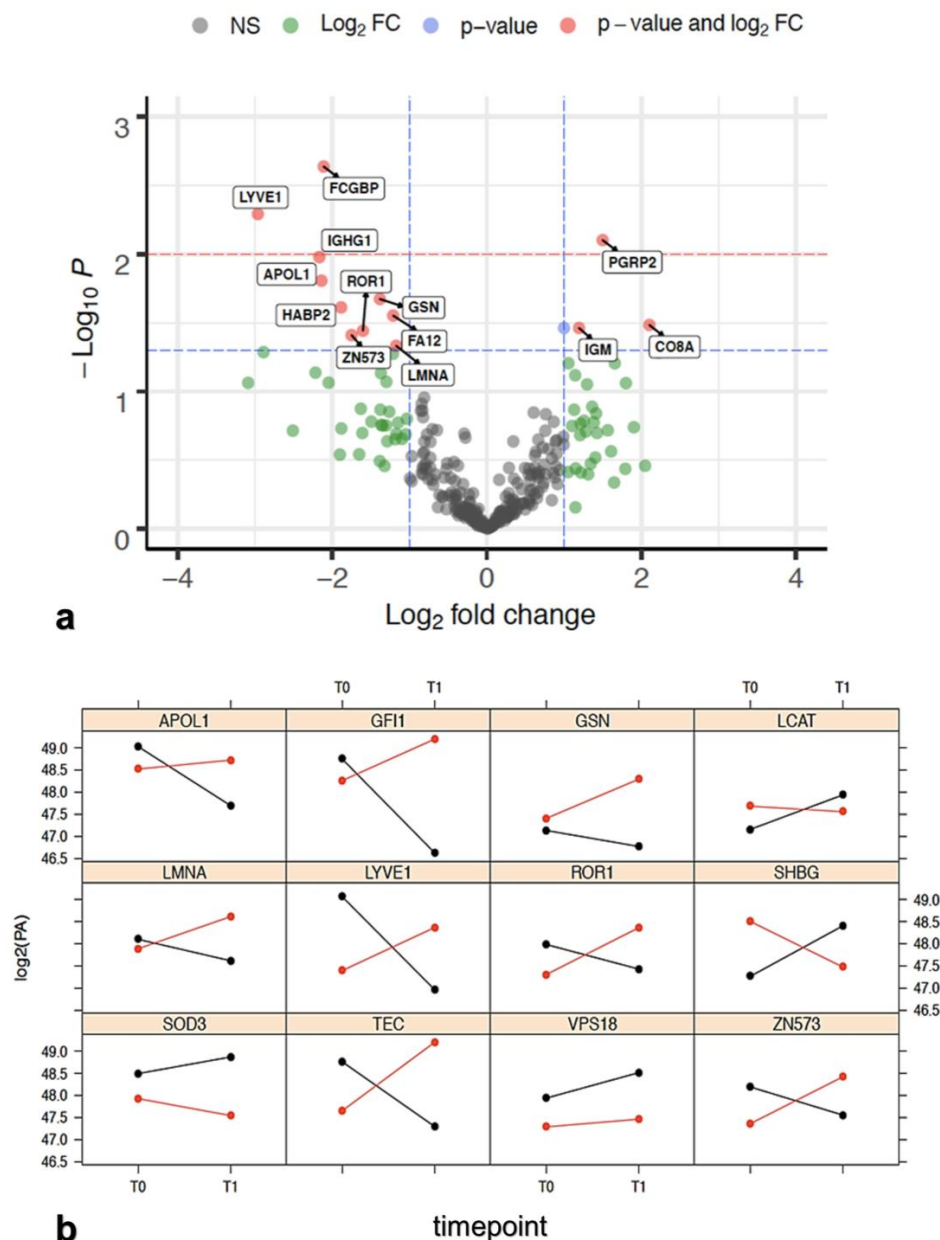 NS Log2 FC p−value p − value and log2 FC
3
FCGBP
LYVE1
IGHG1
2
PGRP2
APOL1
ROR1
HABP2
GSN
FA12
IGM
CO8A
ZN573
LMNA
1
0
−Log10 P
−4 −2 0 2 4
Log2 fold change
a
T0 T1 T0 T1
APOL1 GFI1 GSN LCAT
49.0
48.5
48.0
47.5
47.0
46.5
LMNA LYVE1 ROR1 SHBG
49.0
48.5
48.0
47.5
47.0
46.5
log2(PA)
SOD3 TEC VPS18 ZN573
49.0
48.5
48.0
47.5
47.0
46.5
T0 T1 T0 T1
b
timepoint